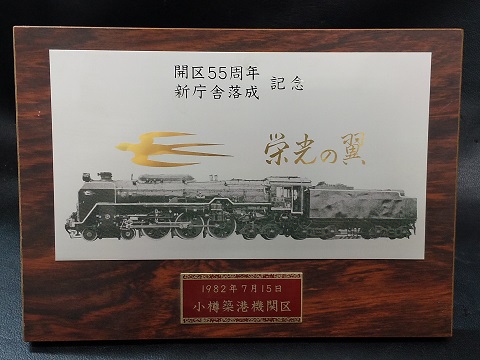 開区55周年
新庁舎落成 記念
栄光の翼
1982年7月15日
小樽築港機関区